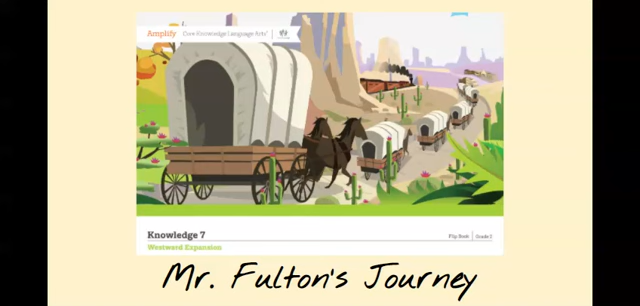 Amplify Core Knowledge Language Arts®
Knowledge 7
Flip Book Grade 2
Westward Expansion
Mr. Fulton's Journey